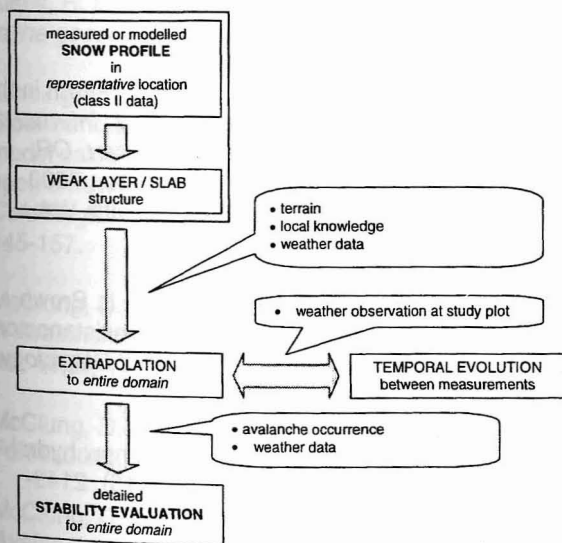 measured or modelled
SNOW PROFILE
in
representative location
(class II data)
WEAK LAYER / SLAB
structure
• terrain
• local knowledge
• weather data
• weather observation at study plot
EXTRAPOLATION
to entire domain
TEMPORAL EVOLUTION
between measurements
• avalanche occurrence
• weather data
detailed
STABILITY EVALUATION
for entire domain